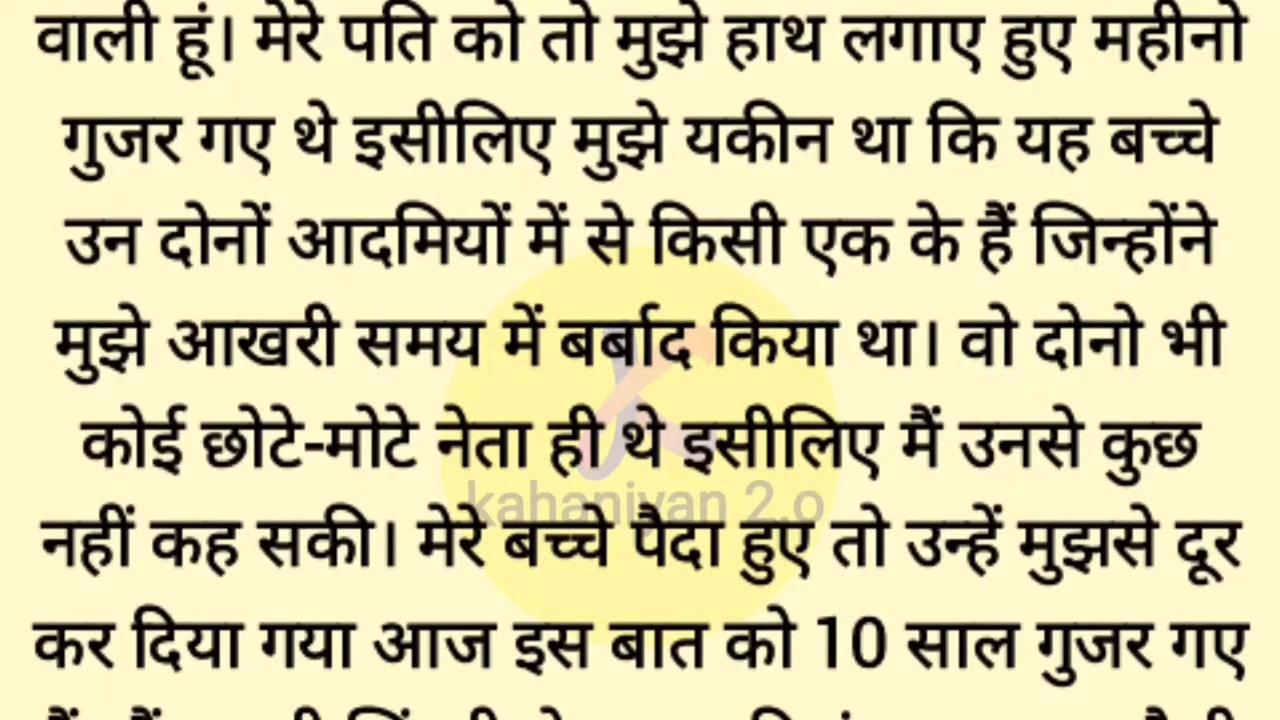 वाली हूं। मेरे पति को तो मुझे हाथ लगाए हुए महीनो
गुजर गए थे इसीलिए मुझे यकीन था कि यह बच्चे
उन दोनों आदमियों में से किसी एक के हैं जिन्होंने
मुझे आखरी समय में बर्बाद किया था। वो दोनो भी
कोई छोटे-मोटे नेता ही थे इसीलिए मैं उनसे कुछ
kahaniyan 2.o
नहीं कह सकी। मेरे बच्चे पैदा हुए तो उन्हें मुझसे दूर
कर दिया गया आज इस बात को 10 साल गुजर गए